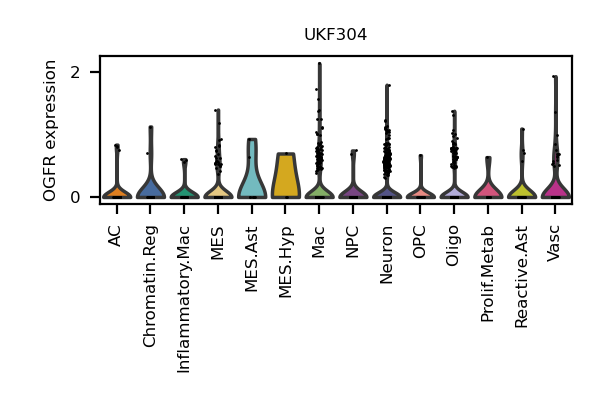 UKF304
OGFR expression
2
0
AC
Chromatin.Reg
Inflammatory.Mac
MES
MES.Ast
MES.Hyp
Mac
NPC
Neuron
OPC
Oligo
Prolif.Metab
Reactive.Ast
Vasc